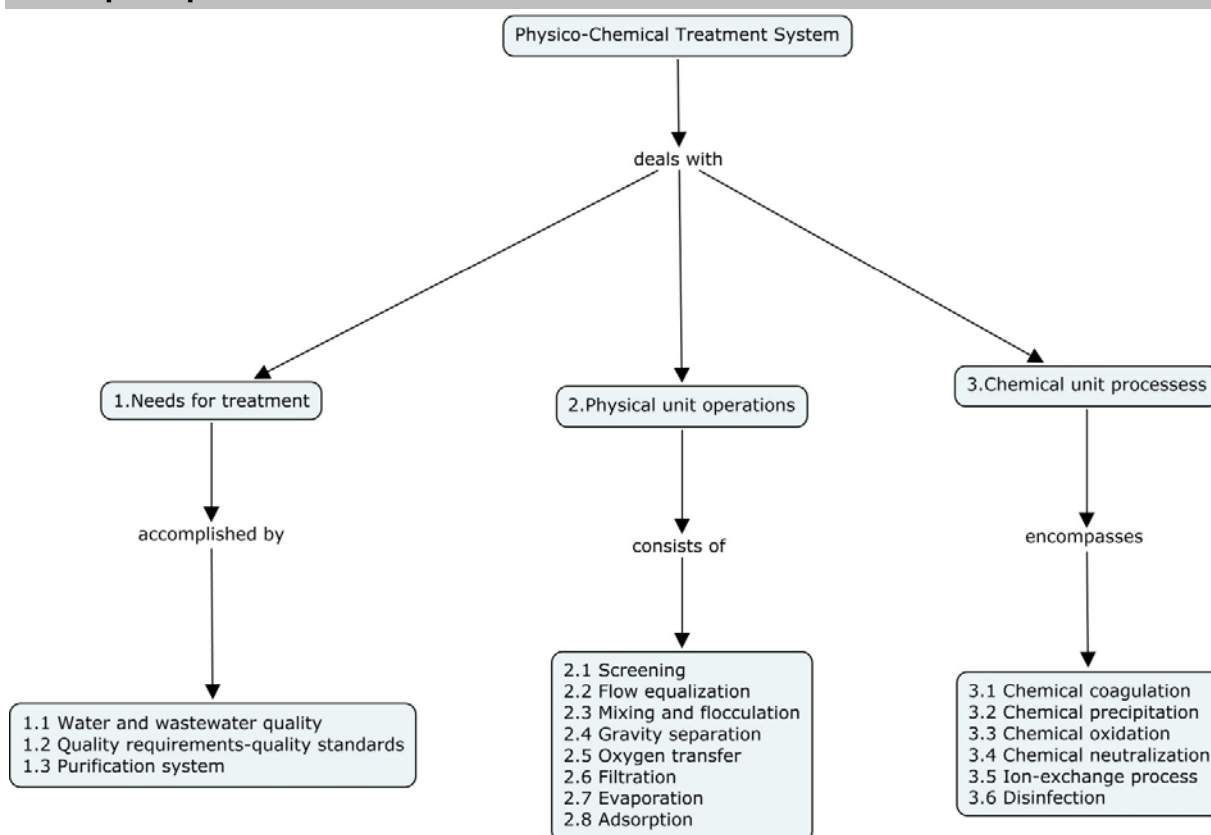 Physico-Chemical Treatment System
deals with
1.Needs for treatment
2.Physical unit operations
3.Chemical unit processess
accomplished by
consists of
encompasses
1.1 Water and wastewater quality
1.2 Quality requirements-quality standards
1.3 Purification system
2.1 Screening
2.2 Flow equalization
2.3 Mixing and flocculation
2.4 Gravity separation
2.5 Oxygen transfer
2.6 Filtration
2.7 Evaporation
2.8 Adsorption
3.1 Chemical coagulation
3.2 Chemical precipitation
3.3 Chemical oxidation
3.4 Chemical neutralization
3.5 Ion-exchange process
3.6 Disinfection